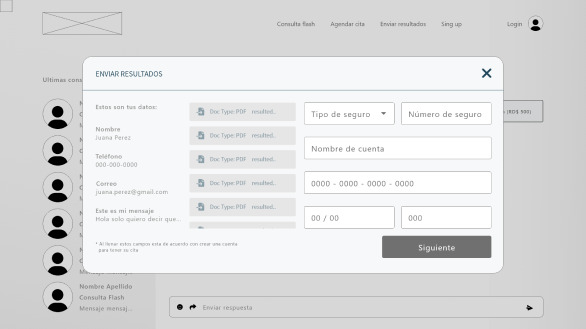 Consulta flash
Agendar cita
Enviar resultados
Sing up
Login
Ultimas cons
ENVIAR RESULTADOS
Estos son tus datos:
Nombre
Juana Perez
Teléfono
000-000-0000
Correo
juana.perez@gmail.com
Este es mi mensaje
Hola solo quiero decir que...
Doc Type:PDF resulted..
Doc Type:PDF resulted..
Doc Type:PDF resulted..
Doc Type:PDF resulted..
Doc Type:PDF resulted..
Tipo de seguro
Número de seguro
Nombre de cuenta
0000 - 0000 - 0000 - 0000
00 / 00
000
* Al llenar estos campos esta de acuerdo con crear una cuenta
para tener su cita
Siguiente
(RD$ 500)
Nombre Apellido
Consulta Flash
Mensaje mensaj...
Enviar respuesta